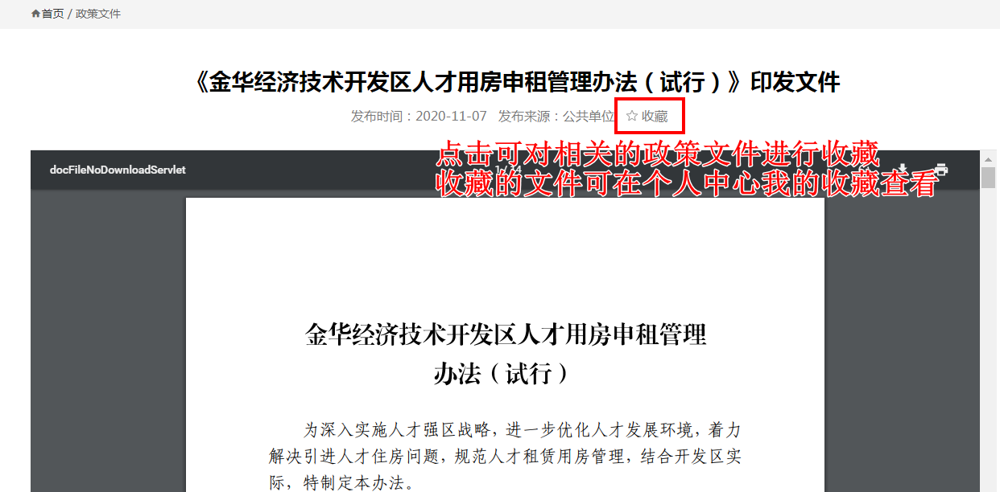 首页 / 政策文件
《金华经济技术开发区人才用房申租管理办法（试行）》印发文件
发布时间：2020-11-07 发布来源：公共单位 ☆ 收藏
点击可对相关的政策文件进行收藏
docFileNoDownloadServlet
收藏的文件可在个人中心我的收藏查看
金华经济技术开发区人才用房申租管理
办法（试行）
为深入实施人才强区战略，进一步优化人才发展环境，着力
解决引进人才住房问题，规范人才租赁用房管理，结合开发区实
际，特制定本办法。